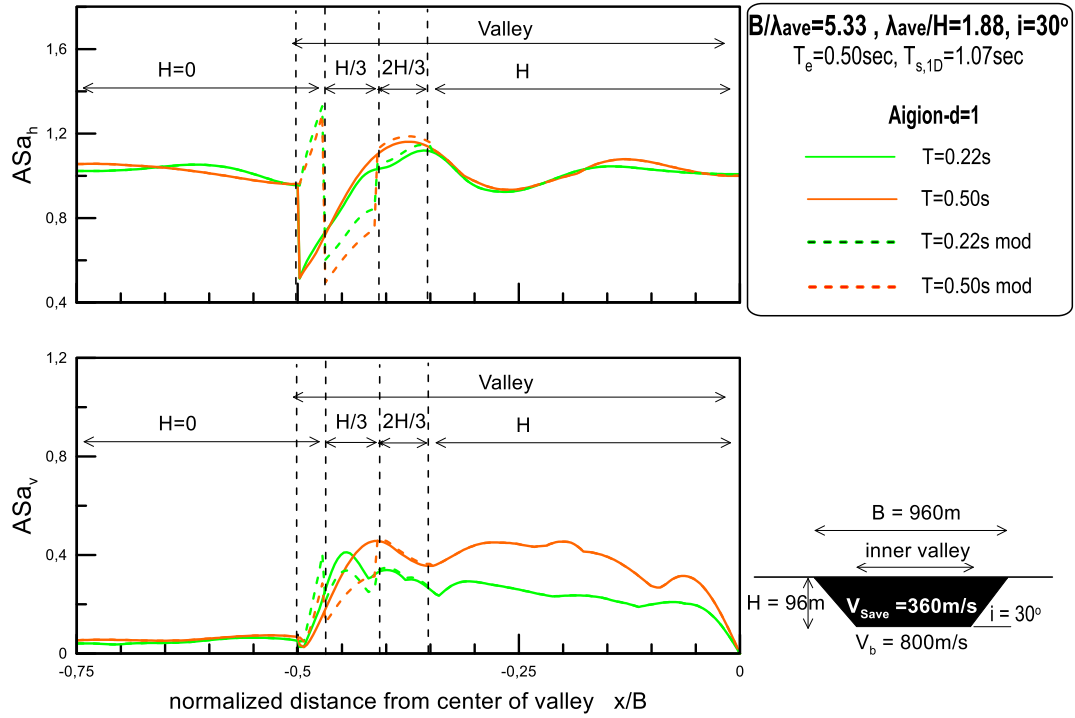 1,6
1,2
0,8
0,4
ASa_h
Valley
H=0
H/3
2H/3
H
B/λave=5.33 , λave/H=1.88, i=30°
T_e=0.50sec, T_s,1D=1.07sec
Aigion-d=1
T=0.22s
T=0.50s
T=0.22s mod
T=0.50s mod
1,2
0,8
0,4
0
ASa_v
Valley
H=0
H/3
2H/3
H
-0,75
-0,5
-0,25
0
normalized distance from center of valley x/B
B = 960m
inner valley
H = 96m
V_Save =360m/s
i = 30°
V_b = 800m/s